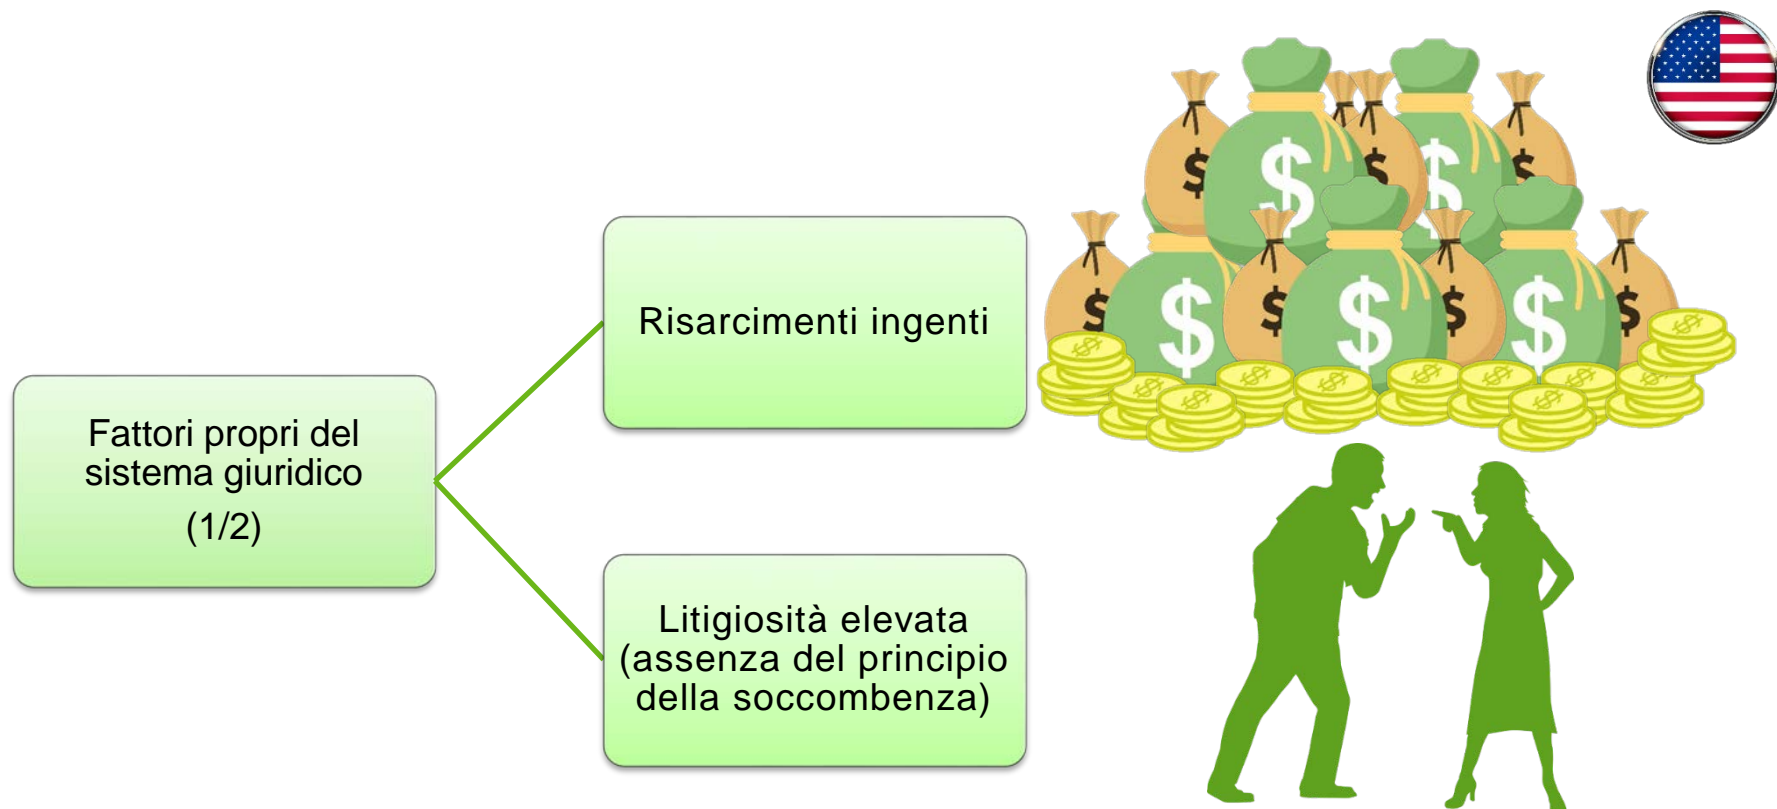 Fattori propri del
sistema giuridico
(1/2)
Risarcimenti ingenti
Litigiosità elevata
(assenza del principio
della soccombenza)